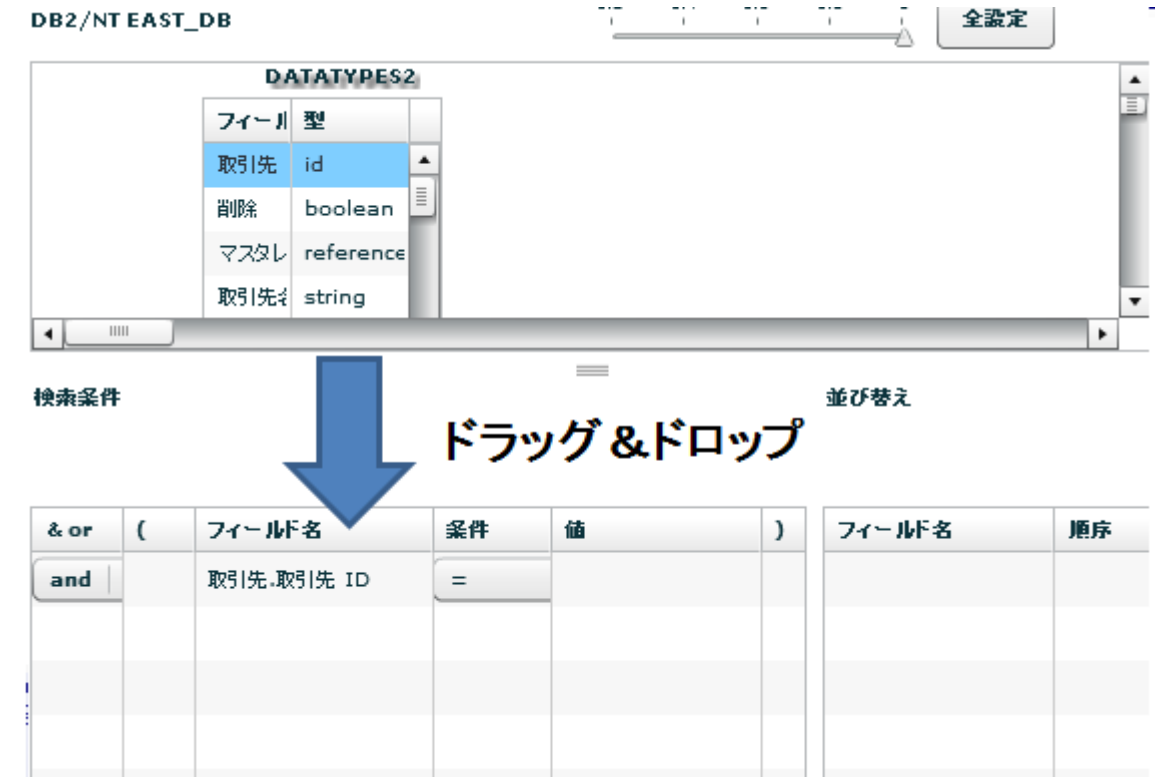 DB2/NT EAST_DB
全設定
DATATYPES2
フィール 型
取引先 id
削除 boolean
マスタレ reference
取引先名 string
検索条件
並び替え
ドラッグ &ドロップ
& or ( フィールド名 条件 値 ) フィールド名 順序
and 取引先.取引先 ID =